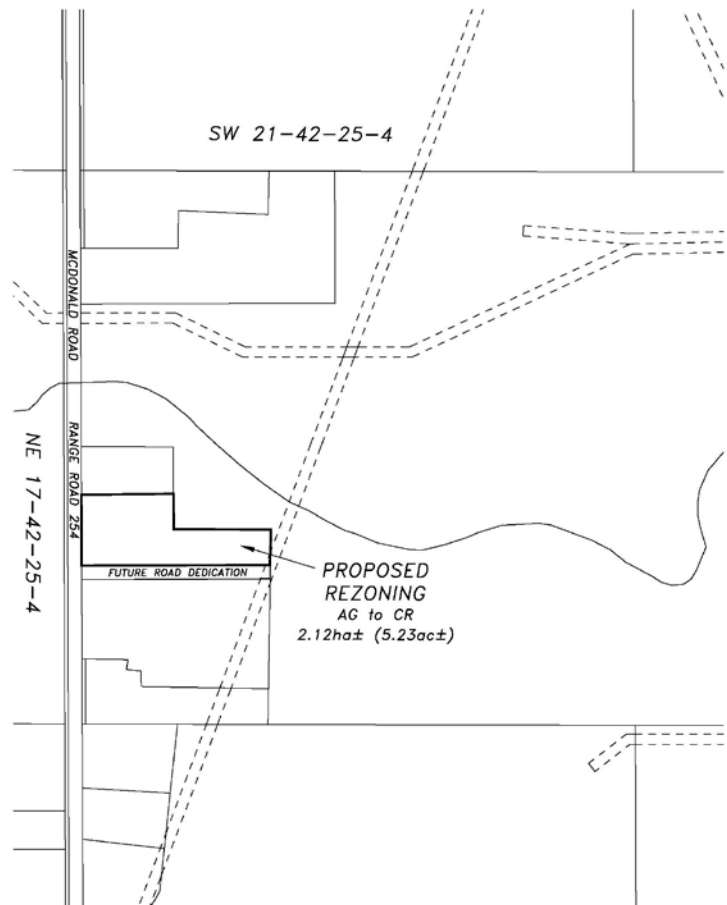 SW 21-42-25-4
MCDONALD ROAD
RANGE ROAD 254
NE 17-42-25-4
FUTURE ROAD DEDICATION
PROPOSED
REZONING
AG to CR
2.12ha± (5.23ac±)